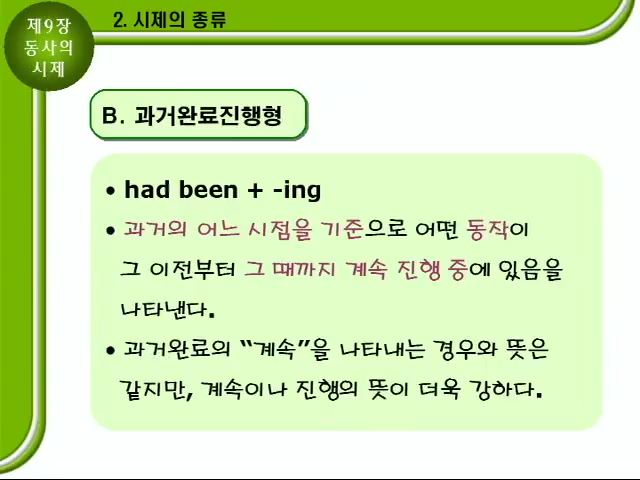 제9장
동사의
시제
2. 시제의 종류
B. 과거완료진행형
• had been + -ing
• 과거의 어느 시점을 기준으로 어떤 동작이
그 이전부터 그 때까지 계속 진행 중에 있음을
나타낸다.
• 과거완료의 “계속”을 나타내는 경우와 뜻은
같지만, 계속이나 진행의 뜻이 더욱 강하다.